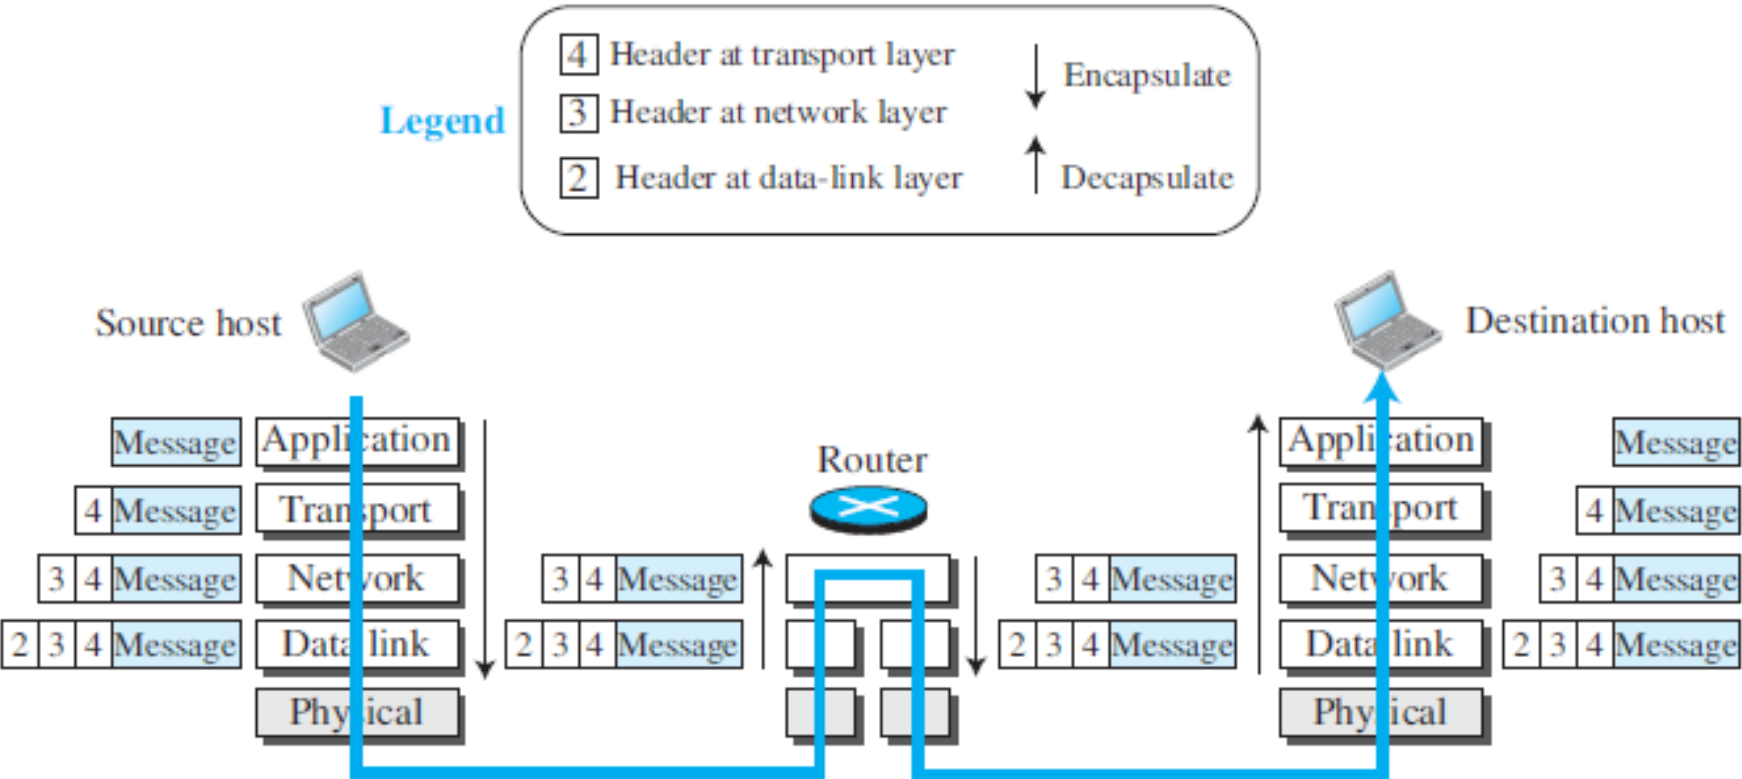 Legend
4 Header at transport layer
3 Header at network layer
2 Header at data-link layer
Encapsulate
Decapsulate
Source host
Destination host
Router
Message Application
4 Message Transport
3 4 Message Network
2 3 4 Message Data link
Physical
3 4 Message
2 3 4 Message
3 4 Message
2 3 4 Message
Application Message
Transport 4 Message
Network 3 4 Message
Data link 2 3 4 Message
Physical